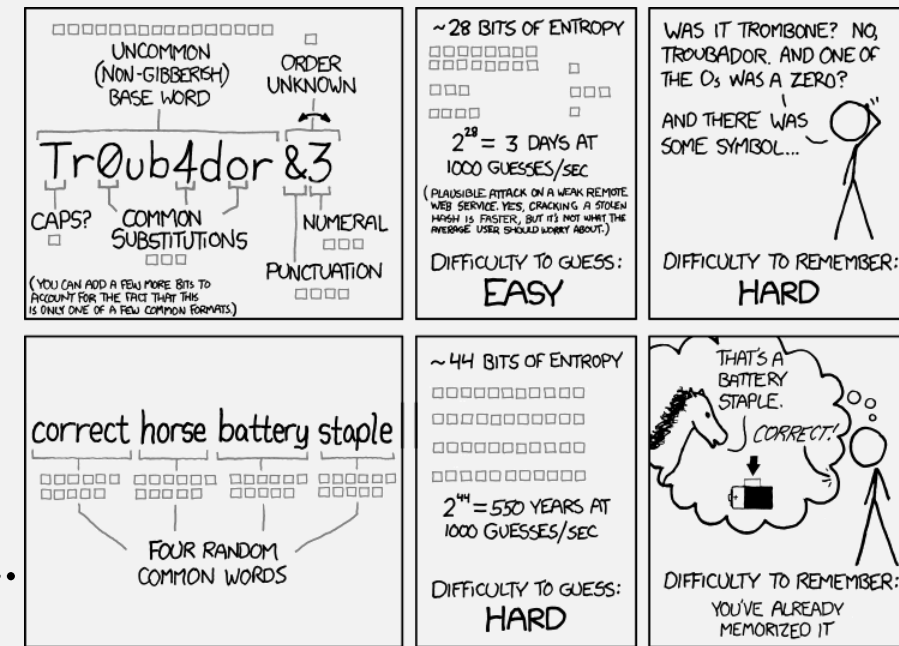 UNCOMMON
(NON-GIBBERISH)
BASE WORD
ORDER
UNKNOWN
Tr0ub4dor &3
CAPS?
COMMON
SUBSTITUTIONS
NUMERAL
PUNCTUATION
(YOU CAN ADD A FEW MORE BITS TO
ACCOUNT FOR THE FACT THAT THIS
IS ONLY ONE OF A FEW COMMON FORMATS.)
~28 BITS OF ENTROPY
2^28 = 3 DAYS AT
1000 GUESSES/SEC
(PLAUSIBLE ATTACK ON A WEAK REMOTE
WEB SERVICE. YES, CRACKING A STOLEN
HASH IS FASTER, BUT IT'S NOT WHAT THE
AVERAGE USER SHOULD WORRY ABOUT.)
DIFFICULTY TO GUESS:
EASY
WAS IT TROMBONE? NO,
TROUBADOR. AND ONE OF
THE Os WAS A ZERO?
AND THERE WAS
SOME SYMBOL...
DIFFICULTY TO REMEMBER:
HARD
correct horse battery staple
FOUR RANDOM
COMMON WORDS
~44 BITS OF ENTROPY
2^44 = 550 YEARS AT
1000 GUESSES/SEC
DIFFICULTY TO GUESS:
HARD
THAT'S A
BATTERY
STAPLE.
CORRECT!
DIFFICULTY TO REMEMBER:
YOU'VE ALREADY
MEMORIZED IT